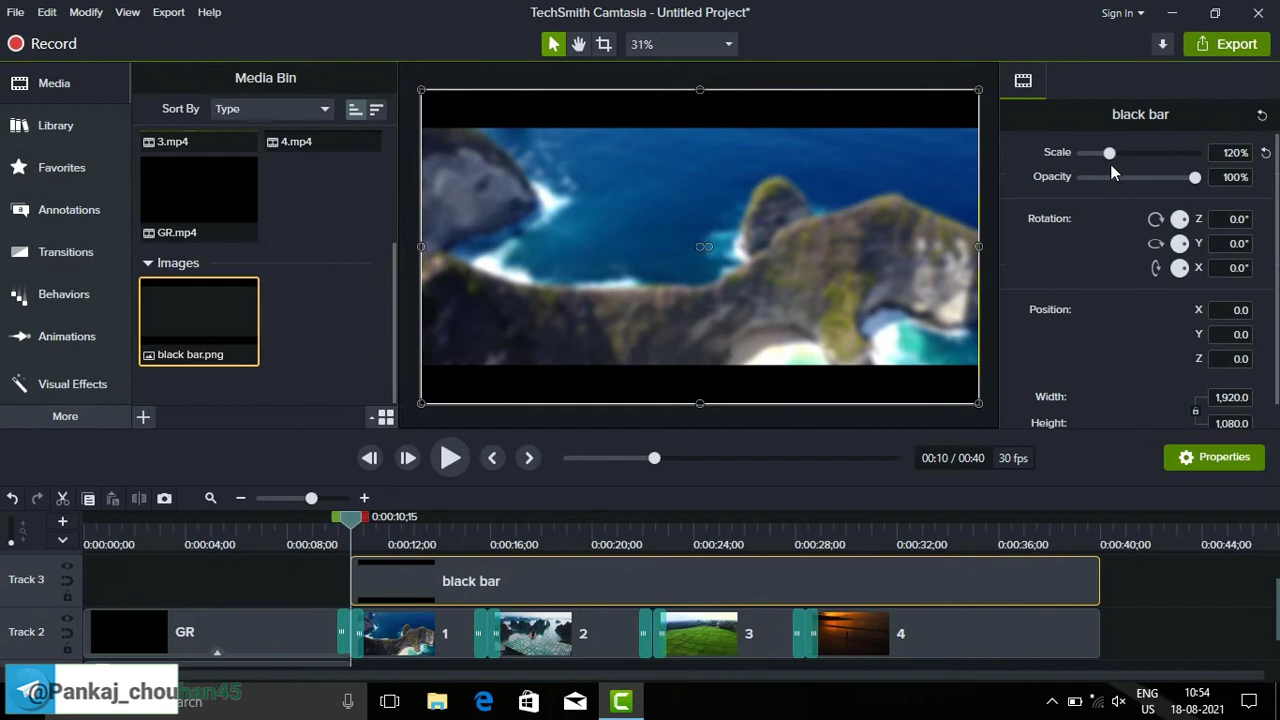 File Edit Modify View Export Help
TechSmith Camtasia - Untitled Project*
Sign In
Record
31%
Export
Media
Library
Favorites
Annotations
Transitions
Behaviors
Animations
Visual Effects
More
Media Bin
Sort By Type
3.mp4 4.mp4
GR.mp4
Images
black bar.png
black bar
Scale 120%
Opacity 100%
Rotation: Z 0.0°
Y 0.0°
X 0.0°
Position: X 0.0
Y 0.0
Z 0.0
Width: 1,920.0
Height: 1,080.0
00:10 / 00:40 30 fps
Properties
0:00:10;15
0:00:00;00 0:00:04;00 0:00:08;00 0:00:12;00 0:00:16;00 0:00:20;00 0:00:24;00 0:00:28;00 0:00:32;00 0:00:36;00 0:00:40;00 0:00:44;00
Track 3 black bar
Track 2 GR 1 2 3 4
@Pankaj_chouhan45
ENG 10:54
US 18-08-2021